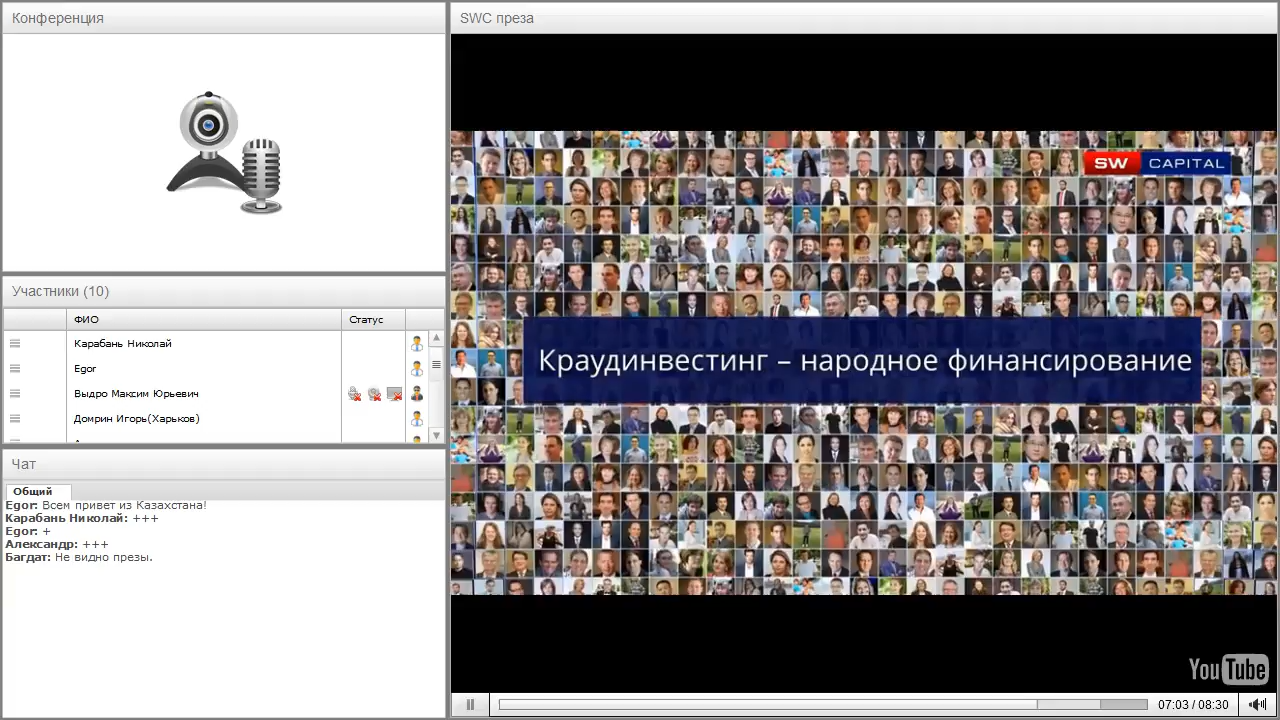 Конференция
SWC преза
SW CAPITAL
Краудинвестинг – народное финансирование
Участники (10)
ФИО
Статус
Карабань Николай
Egor
Выдро Максим Юрьевич
Домрин Игорь(Харьков)
Чат
Общий
Egor: Всем привет из Казахстана!
Карабань Николай: +++
Egor: +
Александр: +++
Багдат: Не видно презы.
YouTube
07:03 / 08:30